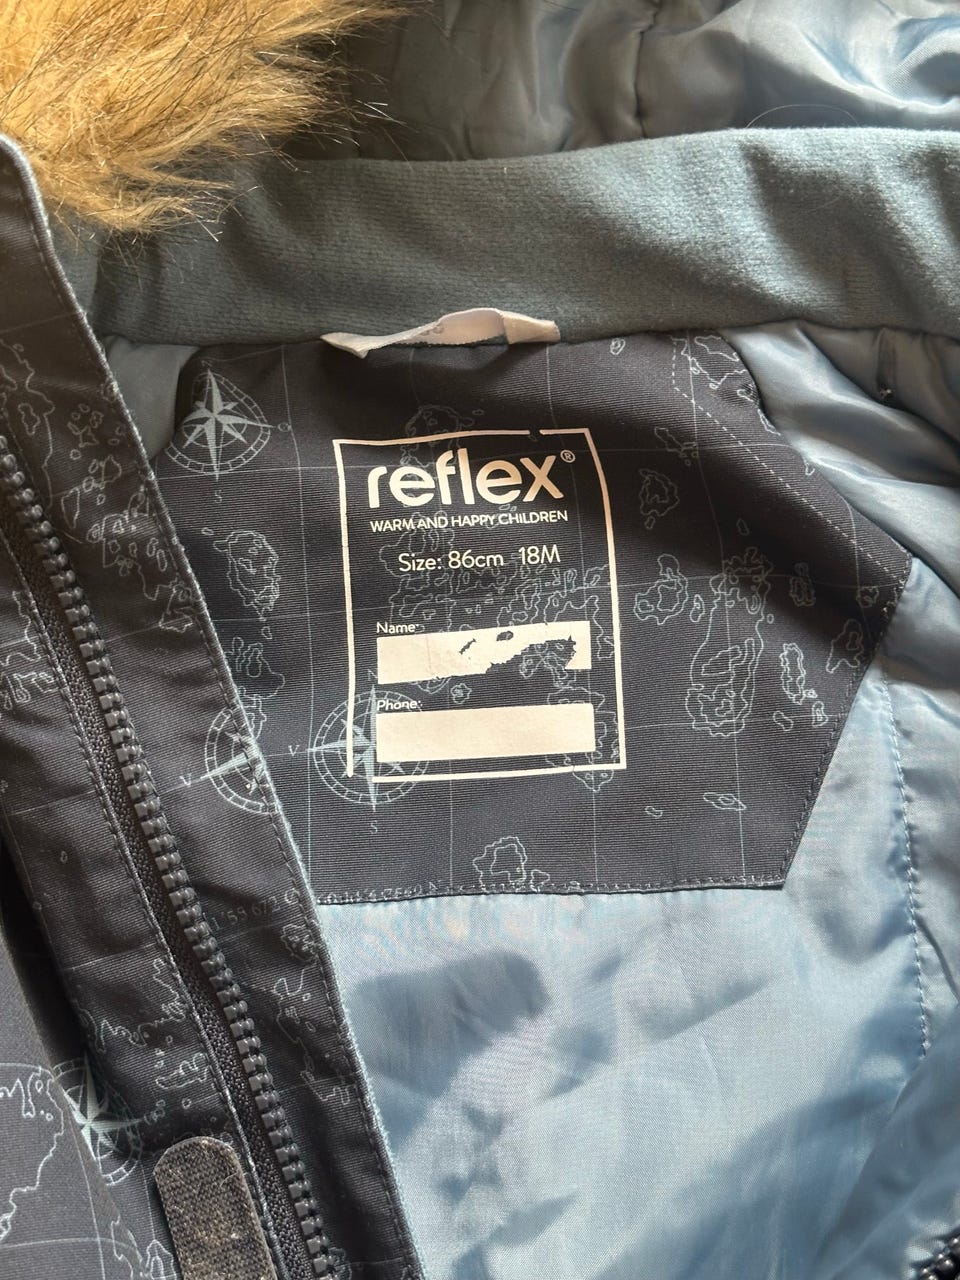 reflex®
WARM AND HAPPY CHILDREN
Size: 86cm 18M
Name:
Phone:
S
V
V
S